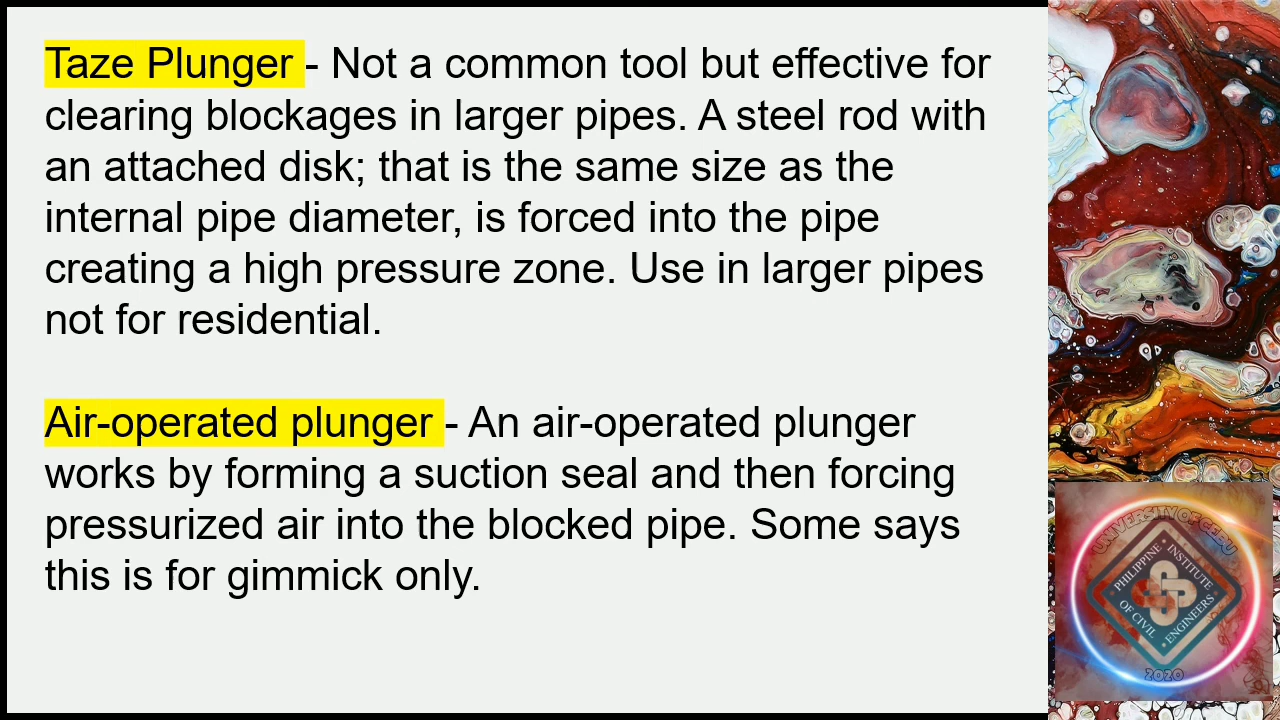 Taze Plunger - Not a common tool but effective for
clearing blockages in larger pipes. A steel rod with
an attached disk; that is the same size as the
internal pipe diameter, is forced into the pipe
creating a high pressure zone. Use in larger pipes
not for residential.
Air-operated plunger - An air-operated plunger
works by forming a suction seal and then forcing
pressurized air into the blocked pipe. Some says
this is for gimmick only.
UNIVERSITY OF CEBU
PHILIPPINE INSTITUTE
OF CIVIL ENGINEERS
2020